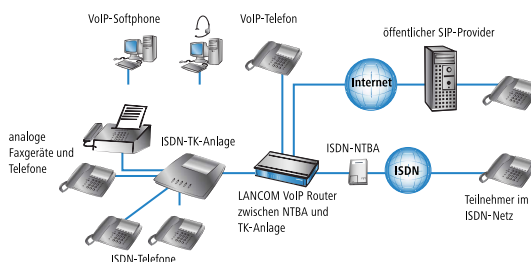 VoIP-Softphone
VoIP-Telefon
öffentlicher SIP-Provider
Internet
analoge
Faxgeräte und
Telefone
ISDN-TK-Anlage
ISDN-NTBA
ISDN
LANCOM VoIP Router
zwischen NTBA und
TK-Anlage
Teilnehmer im
ISDN-Netz
ISDN-Telefone